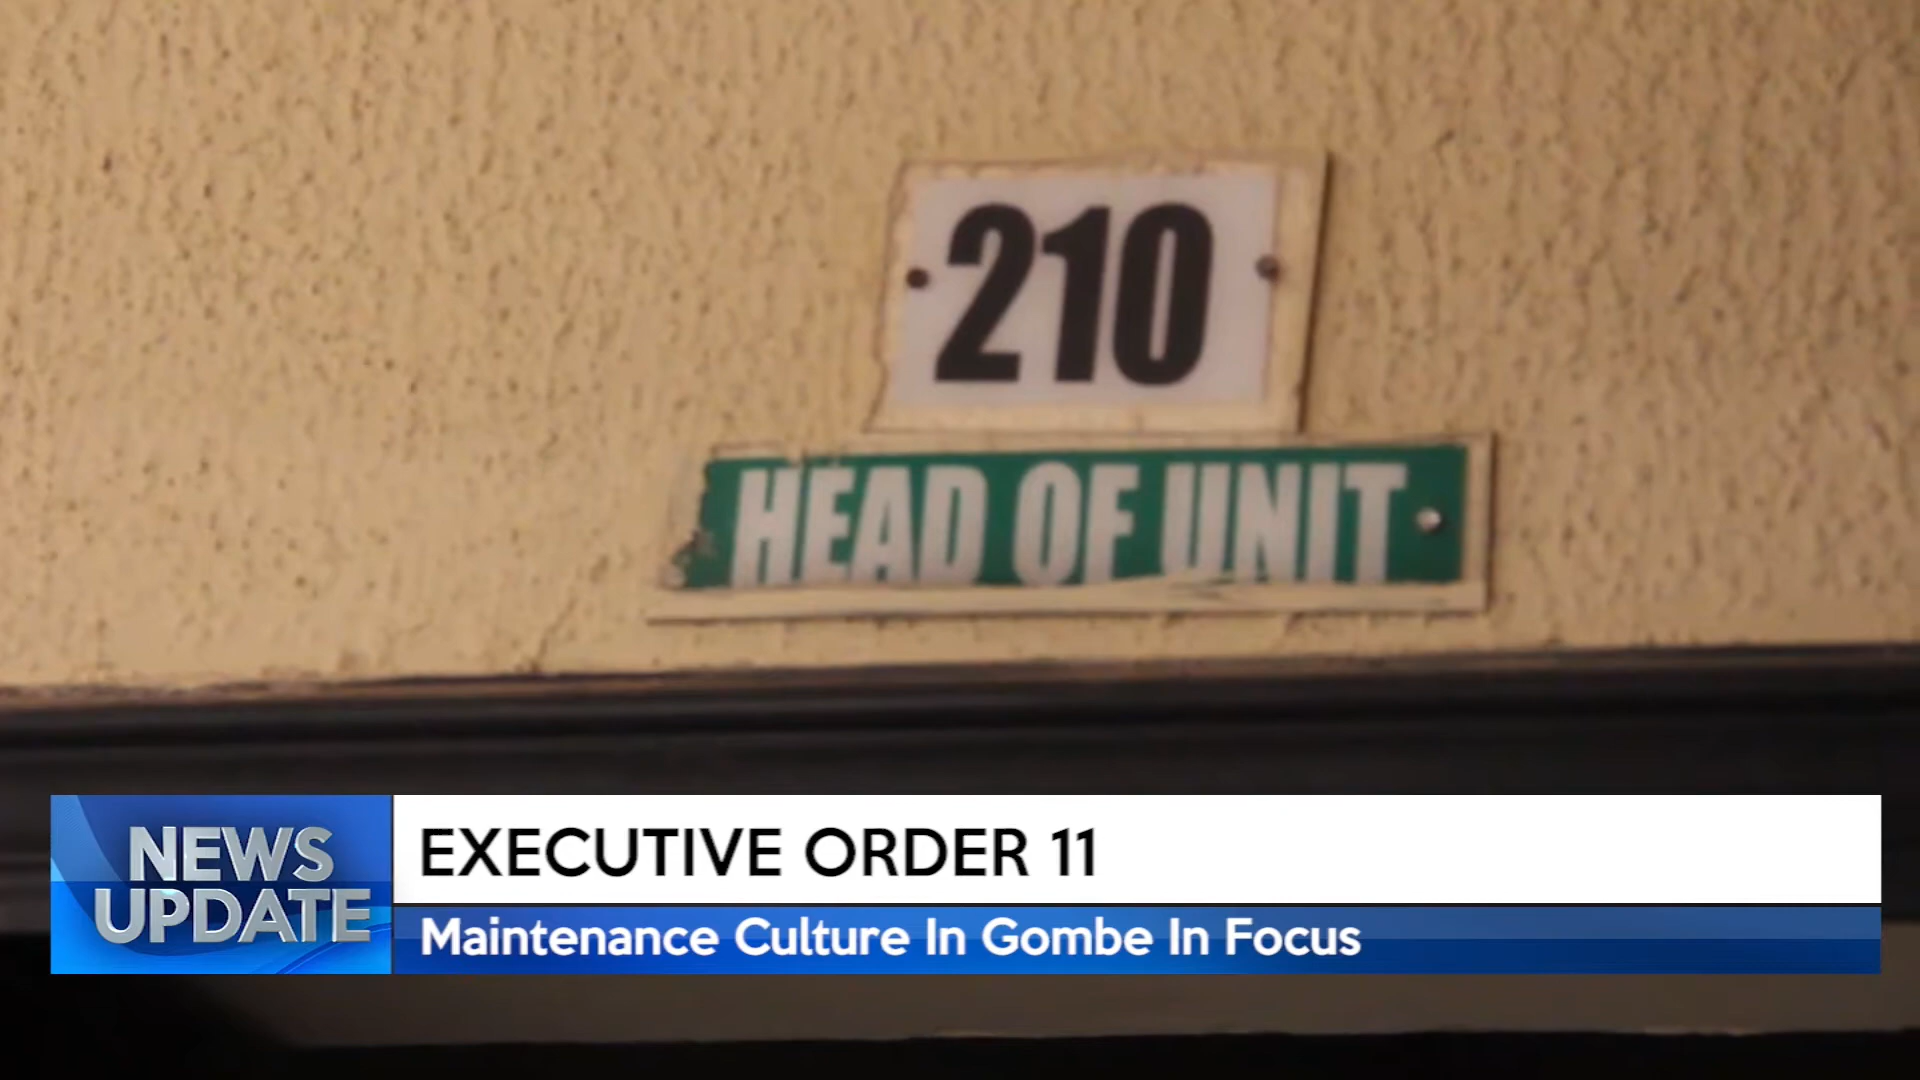 210
HEAD OF UNIT
NEWS
UPDATE
EXECUTIVE ORDER 11
Maintenance Culture In Gombe In Focus